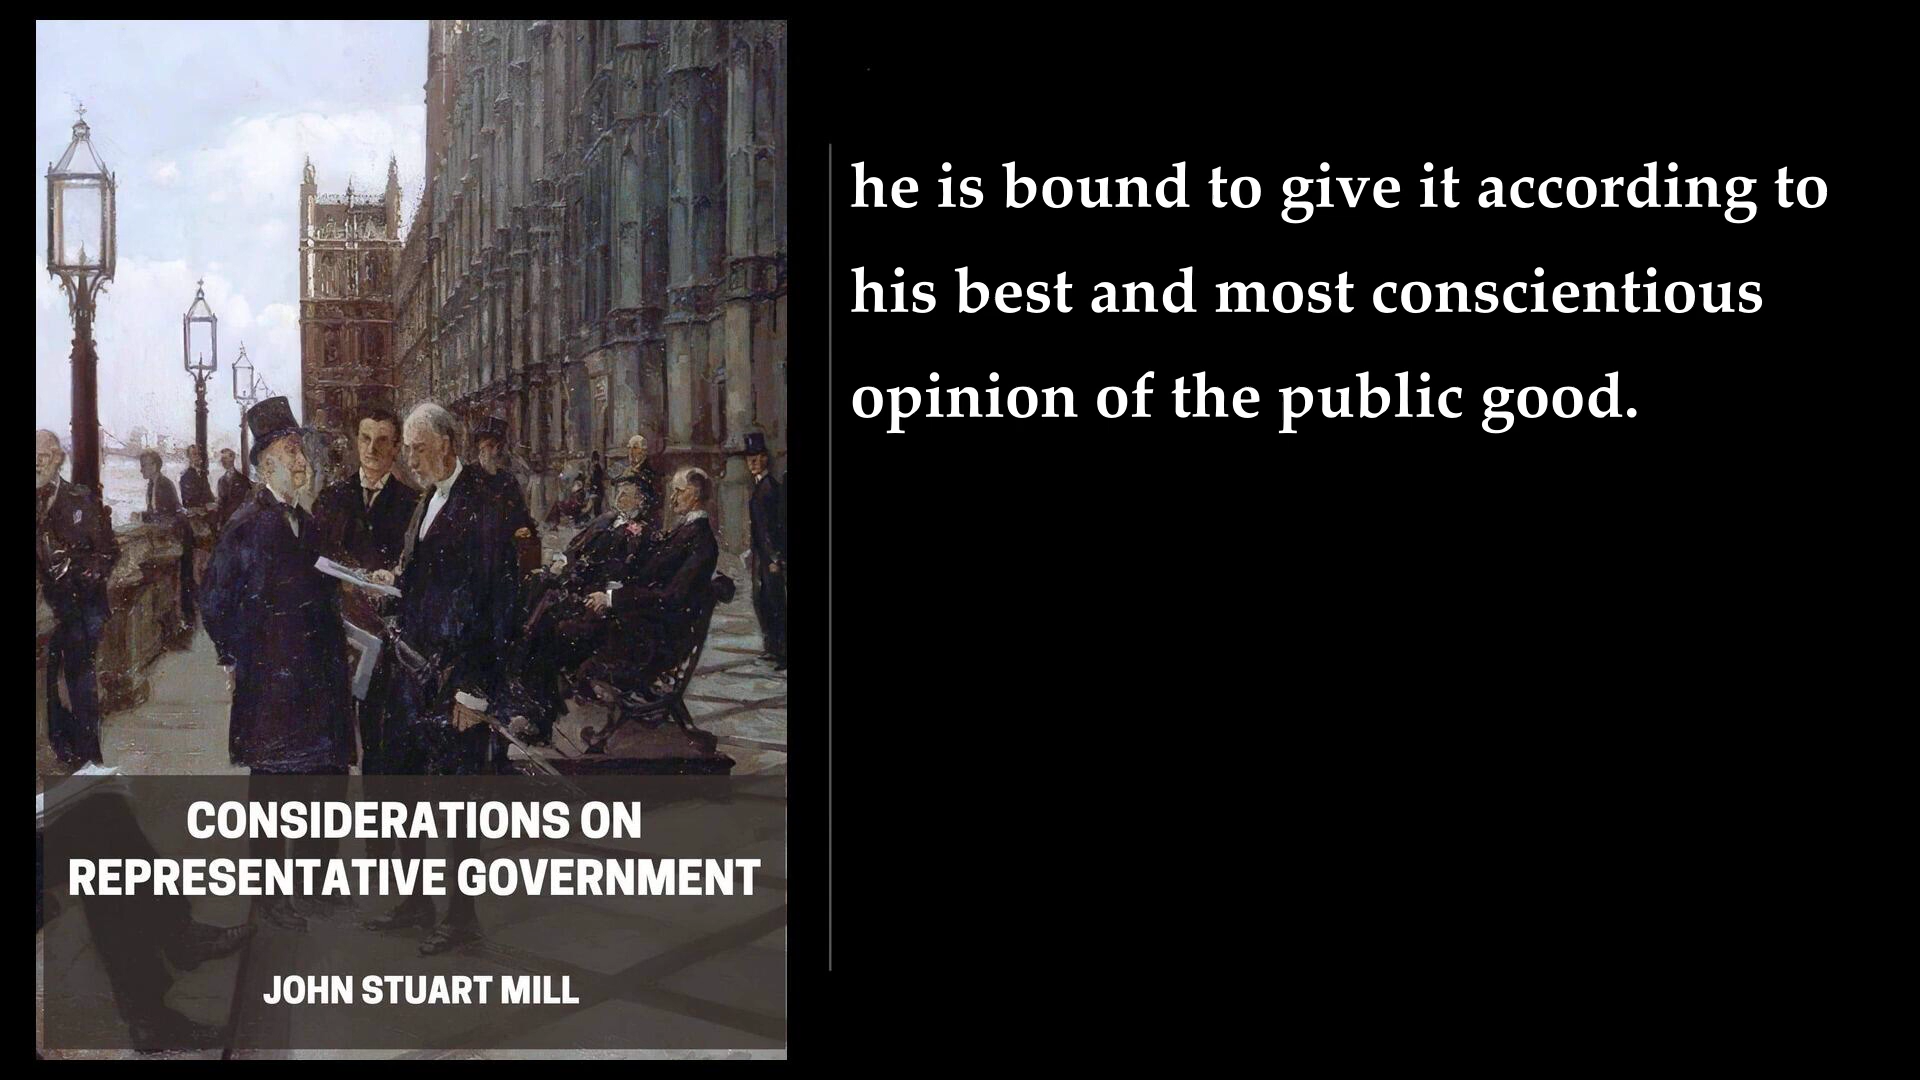 he is bound to give it according to
his best and most conscientious
opinion of the public good.
CONSIDERATIONS ON
REPRESENTATIVE GOVERNMENT
JOHN STUART MILL